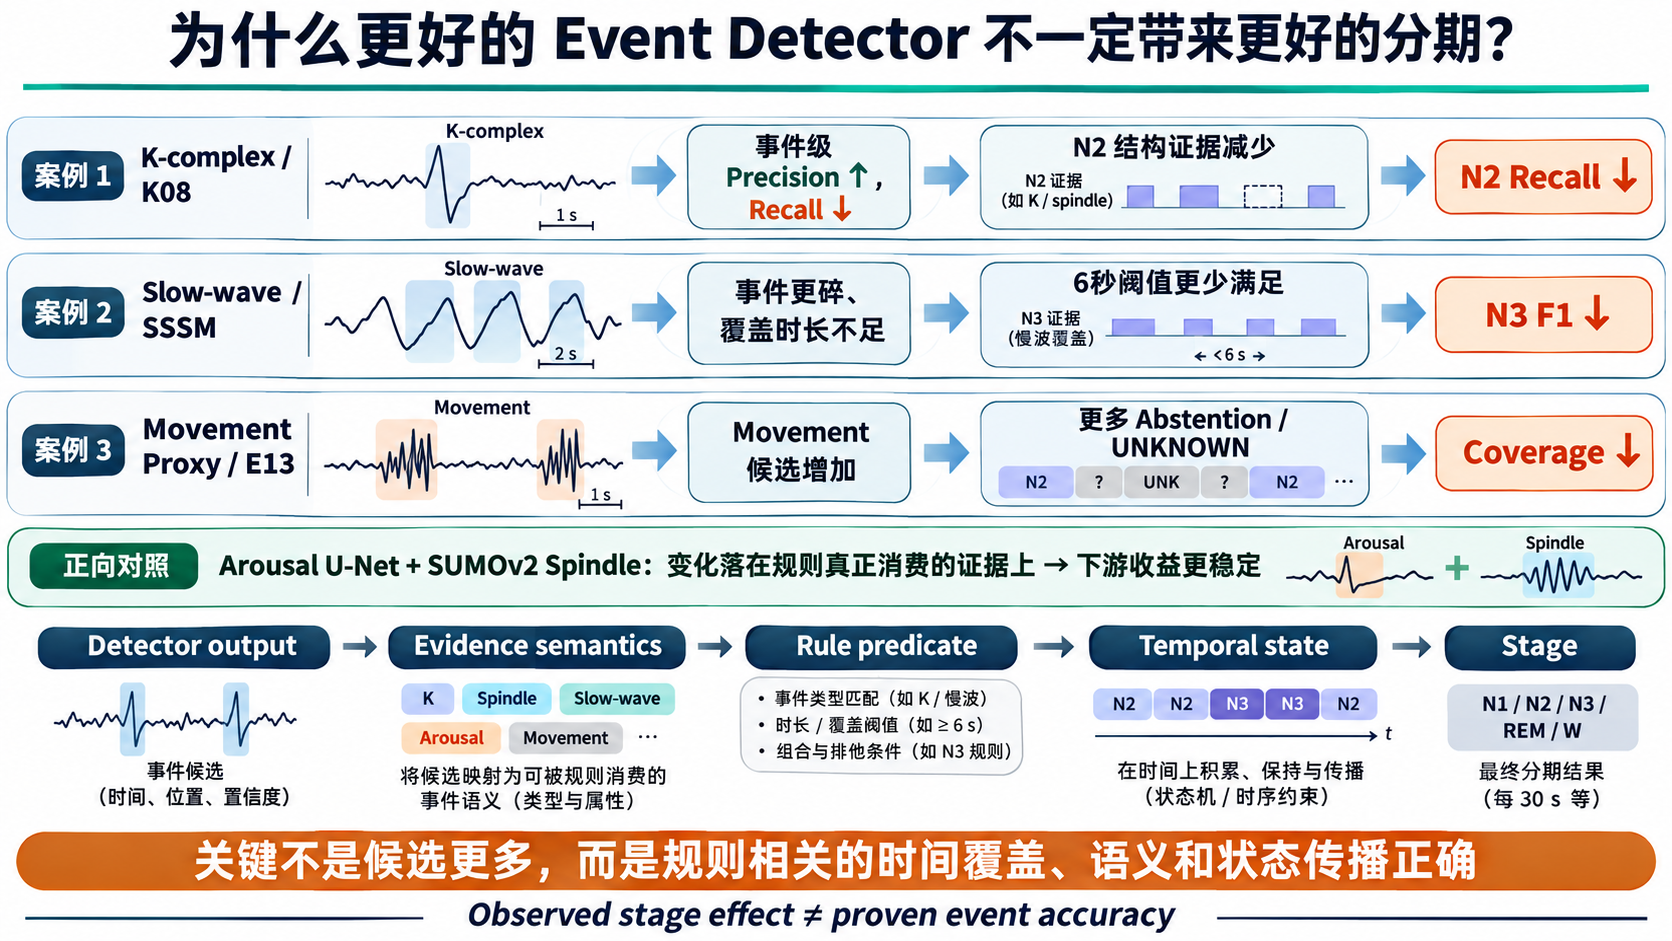 为什么更好的 Event Detector 不一定带来更好的分期?
案例 1
K-complex /
K08
K-complex
1 s
事件级
Precision ↑,
Recall ↓
N2 结构证据减少
N2 证据
(如 K / spindle)
N2 Recall ↓
案例 2
Slow-wave /
SSSM
Slow-wave
2 s
事件更碎、
覆盖时长不足
6秒阈值更少满足
N3 证据
(慢波覆盖)
← <6 s →
N3 F1 ↓
案例 3
Movement
Proxy / E13
Movement
1 s
Movement
候选增加
更多 Abstention /
UNKNOWN
N2 ? UNK ? N2 ···
Coverage ↓
正向对照
Arousal U-Net + SUMOv2 Spindle：变化落在规则真正消费的证据上 → 下游收益更稳定
Arousal
+
Spindle
Detector output
Evidence semantics
Rule predicate
Temporal state
Stage
事件候选
(时间、位置、置信度)
K Spindle Slow-wave
Arousal Movement ···
将候选映射为可被规则消费的
事件语义（类型与属性）
• 事件类型匹配（如 K / 慢波）
• 时长 / 覆盖阈值（如 ≥ 6 s）
• 组合与排他条件（如 N3 规则）
N2 N2 N3 N3 N2
t
在时间上积累、保持与传播
（状态机 / 时序约束）
N1 / N2 / N3 /
REM / W
最终分期结果
（每 30 s 等）
关键不是候选更多，而是规则相关的时间覆盖、语义和状态传播正确
Observed stage effect ≠ proven event accuracy